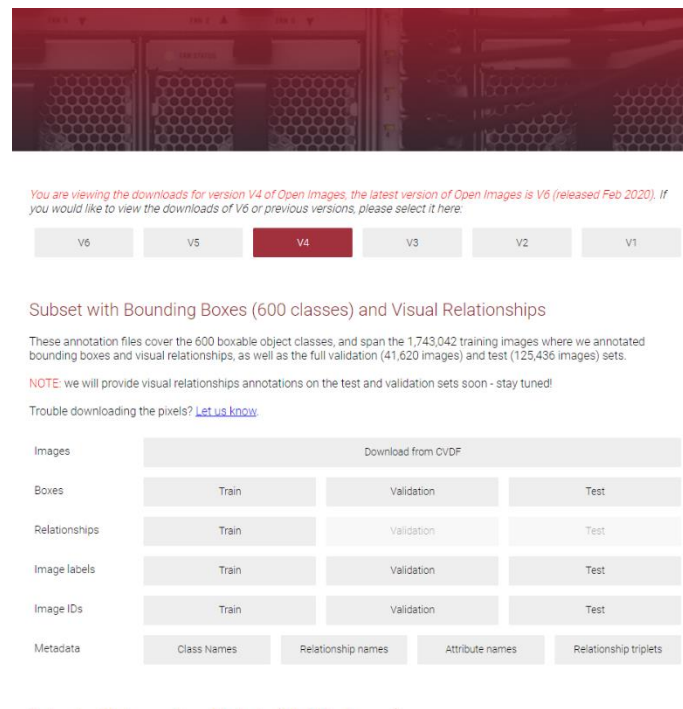 You are viewing the downloads for version V4 of Open Images, the latest version of Open Images is V6 (released Feb 2020). If
you would like to view the downloads of V6 or previous versions, please select it here:
V6 V5 V4 V3 V2 V1
Subset with Bounding Boxes (600 classes) and Visual Relationships
These annotation files cover the 600 boxable object classes, and span the 1,743,042 training images where we annotated
bounding boxes and visual relationships, as well as the full validation (41,620 images) and test (125,436 images) sets.
NOTE: we will provide visual relationships annotations on the test and validation sets soon - stay tuned!
Trouble downloading the pixels? Let us know.
Images Download from CVDF
Boxes Train Validation Test
Relationships Train Validation Test
Image labels Train Validation Test
Image IDs Train Validation Test
Metadata Class Names Relationship names Attribute names Relationship triplets